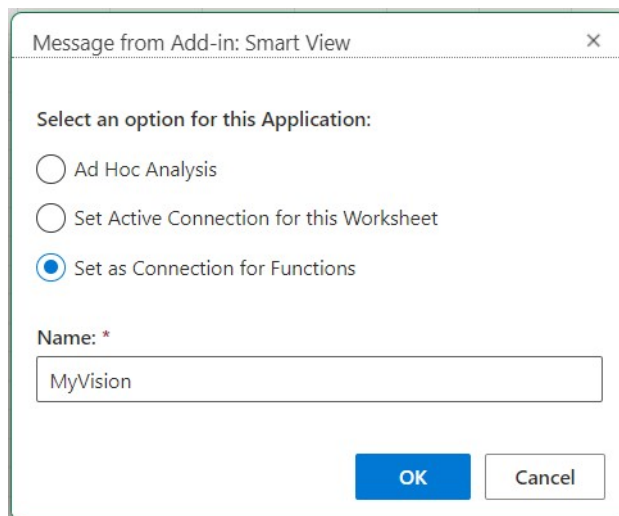 Message from Add-in: Smart View
Select an option for this Application:
Ad Hoc Analysis
Set Active Connection for this Worksheet
Set as Connection for Functions
Name: *
MyVision
OK Cancel